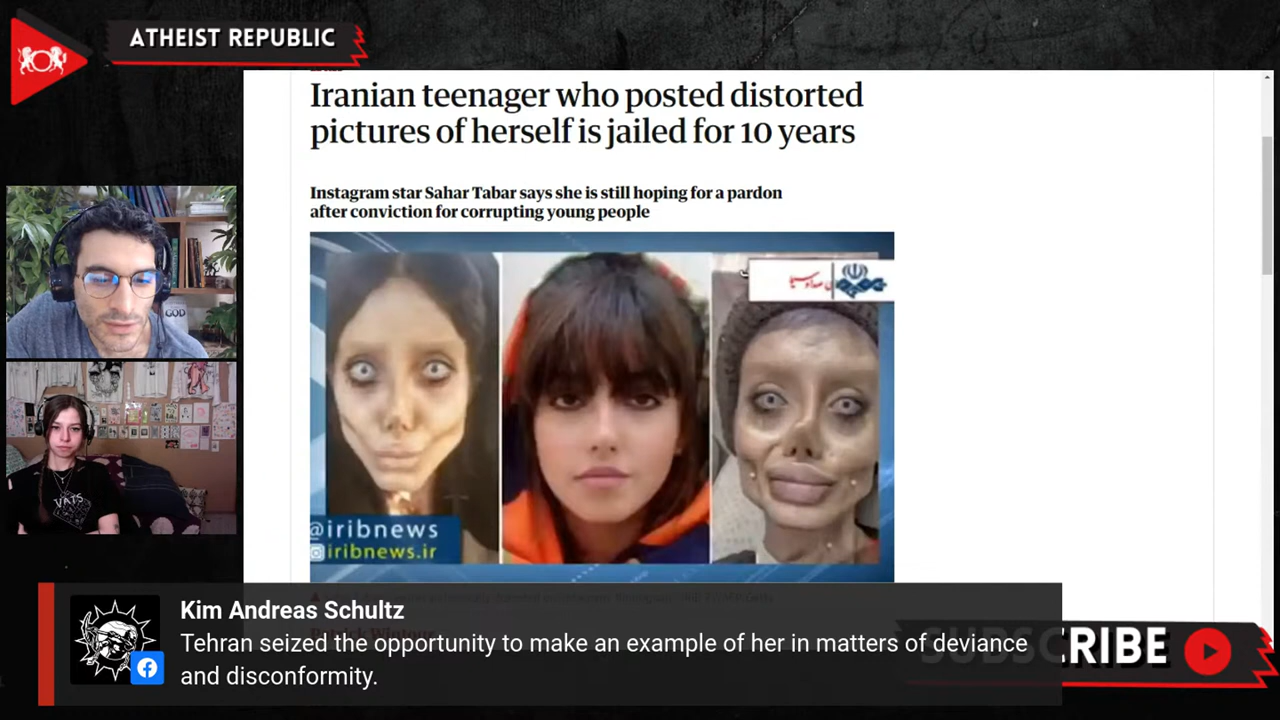 ATHEIST REPUBLIC
Iranian teenager who posted distorted
pictures of herself is jailed for 10 years
Instagram star Sahar Tabar says she is still hoping for a pardon
after conviction for corrupting young people
GOD
VATS
@iribnews
iribnews.ir
Kim Andreas Schultz
Tehran seized the opportunity to make an example of her in matters of deviance
and disconformity.
SUBSCRIBE